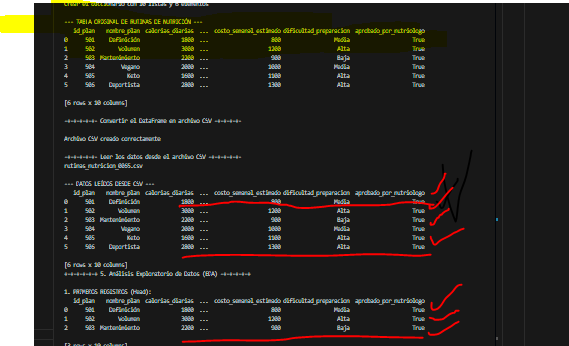 Crear el diccionario con 10 listas y 6 elementos
--- TABLA ORIGINAL DE RUTINAS DE NUTRICIÓN ---
id_plan nombre_plan calorias_diarias ... costo_semanal_estimado dificultad_preparacion aprobado_por_nutriologo
0 501 Definición 1800 ... 800 Media True
1 502 Volumen 3000 ... 1200 Alta True
2 503 Mantenimiento 2200 ... 900 Baja True
3 504 Vegano 2000 ... 1000 Media True
4 505 Keto 1600 ... 1100 Alta True
5 506 Deportista 2800 ... 1300 Alta True
[6 rows x 10 columns]
-+-+-+-+- Convertir el DataFrame en archivo CSV -+-+-+-+-
Archivo CSV creado correctamente
-+-+-+-+- Leer los datos desde el archivo CSV -+-+-+-+-
rutinas_nutricion_0065.csv
--- DATOS LEÍDOS DESDE CSV ---
id_plan nombre_plan calorias_diarias ... costo_semanal_estimado dificultad_preparacion aprobado_por_nutriologo
0 501 Definición 1800 ... 800 Media True
1 502 Volumen 3000 ... 1200 Alta True
2 503 Mantenimiento 2200 ... 900 Baja True
3 504 Vegano 2000 ... 1000 Media True
4 505 Keto 1600 ... 1100 Alta True
5 506 Deportista 2800 ... 1300 Alta True
[6 rows x 10 columns]
+-+-+-+-+ 5. Análisis Exploratorio de Datos (EDA) -+-+-+-+-
1. PRIMEROS REGISTROS (Head):
id_plan nombre_plan calorias_diarias ... costo_semanal_estimado dificultad_preparacion aprobado_por_nutriologo
0 501 Definición 1800 ... 800 Media True
1 502 Volumen 3000 ... 1200 Alta True
2 503 Mantenimiento 2200 ... 900 Baja True
[3 rows x 10 columns]